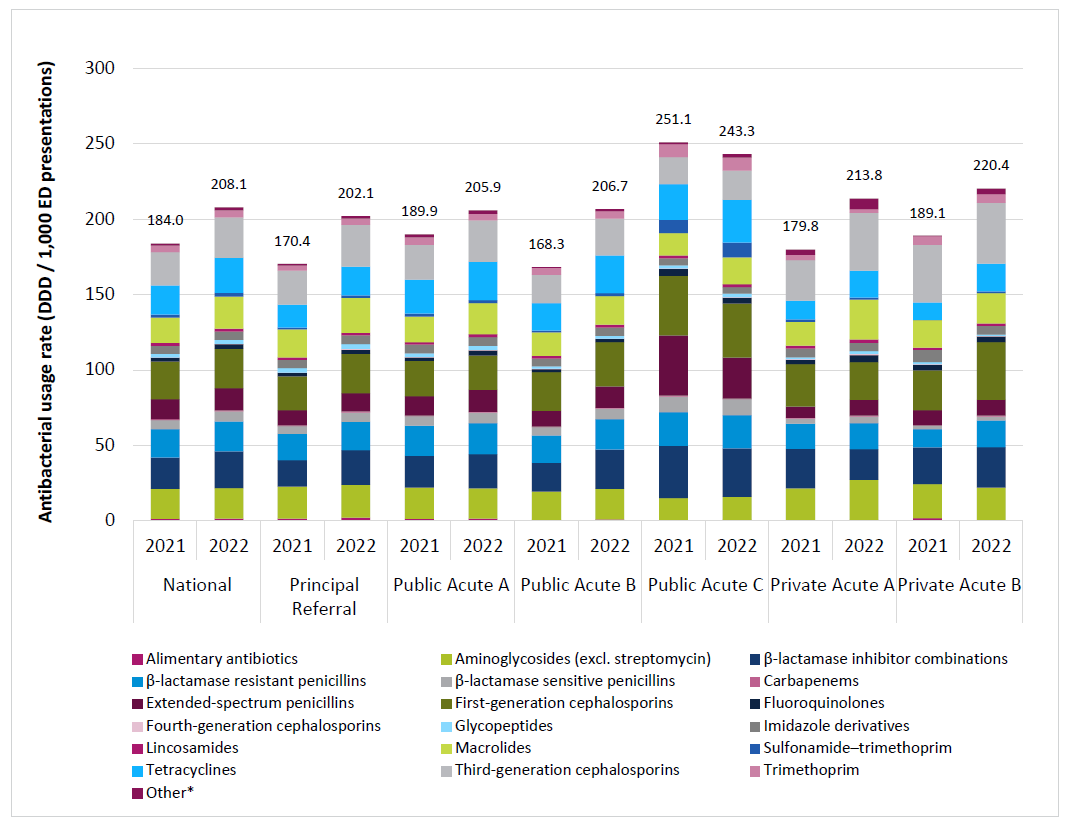 Antibacterial usage rate (DDD / 1,000 ED presentations)
300
250
200
150
100
50
0
184.0
208.1
170.4
202.1
189.9
205.9
168.3
206.7
251.1
243.3
179.8
213.8
189.1
220.4
2021 2022 2021 2022 2021 2022 2021 2022 2021 2022 2021 2022 2021 2022
National
Principal
Referral
Public Acute A
Public Acute B
Public Acute C
Private Acute A
Private Acute B
Alimentary antibiotics
Aminoglycosides (excl. streptomycin)
β-lactamase inhibitor combinations
β-lactamase resistant penicillins
β-lactamase sensitive penicillins
Carbapenems
Extended-spectrum penicillins
First-generation cephalosporins
Fluoroquinolones
Fourth-generation cephalosporins
Glycopeptides
Imidazole derivatives
Lincosamides
Macrolides
Sulfonamide–trimethoprim
Tetracyclines
Third-generation cephalosporins
Trimethoprim
Other*